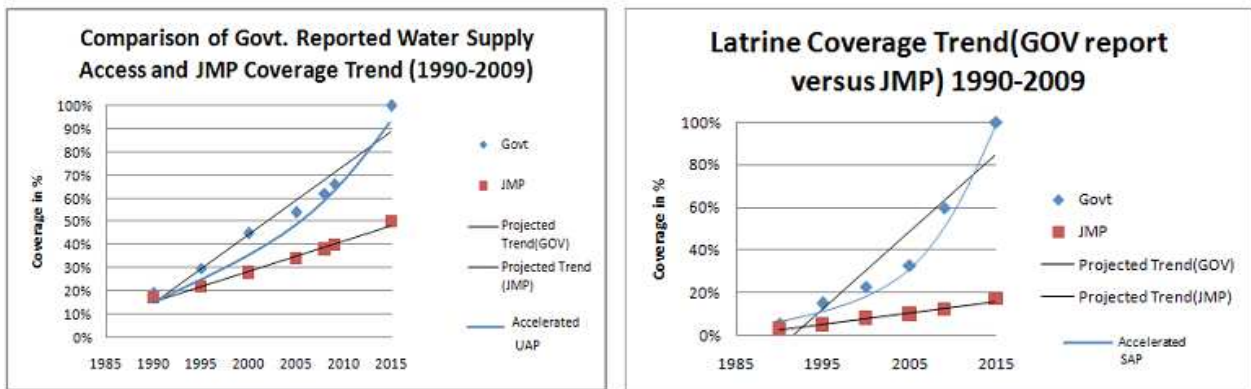 Comparison of Govt. Reported Water Supply
Access and JMP Coverage Trend (1990-2009)
100%
90%
80%
70%
60%
50%
40%
30%
20%
10%
0%
Coverage in %
1985 1990 1995 2000 2005 2010 2015
Govt
JMP
Projected
Trend(GOV)
Projected Trend
(JMP)
Accelerated
UAP
Latrine Coverage Trend(GOV report
versus JMP) 1990-2009
100%
80%
60%
40%
20%
0%
Coverage in %
1985 1995 2005 2015
Govt
JMP
Projected Trend(GOV)
Projected Trend(JMP)
Accelerated
SAP